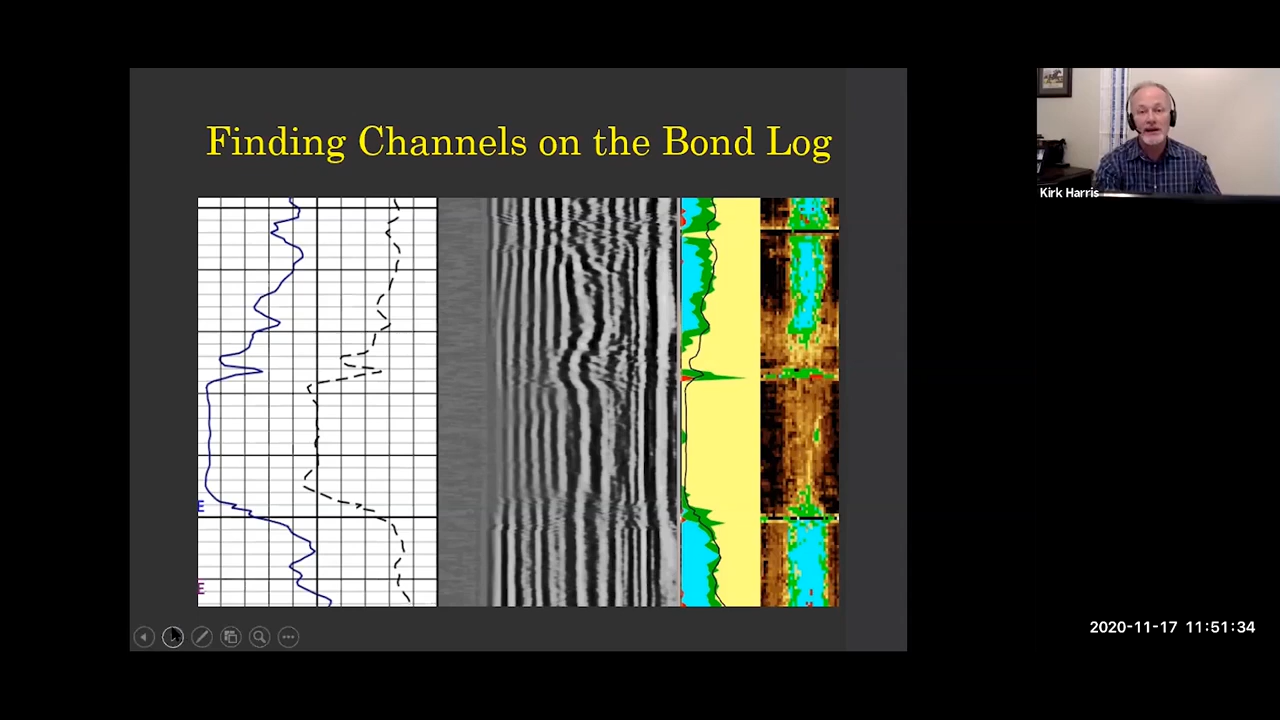 Finding Channels on the Bond Log
Kirk Harris
E
E
2020-11-17 11:51:34